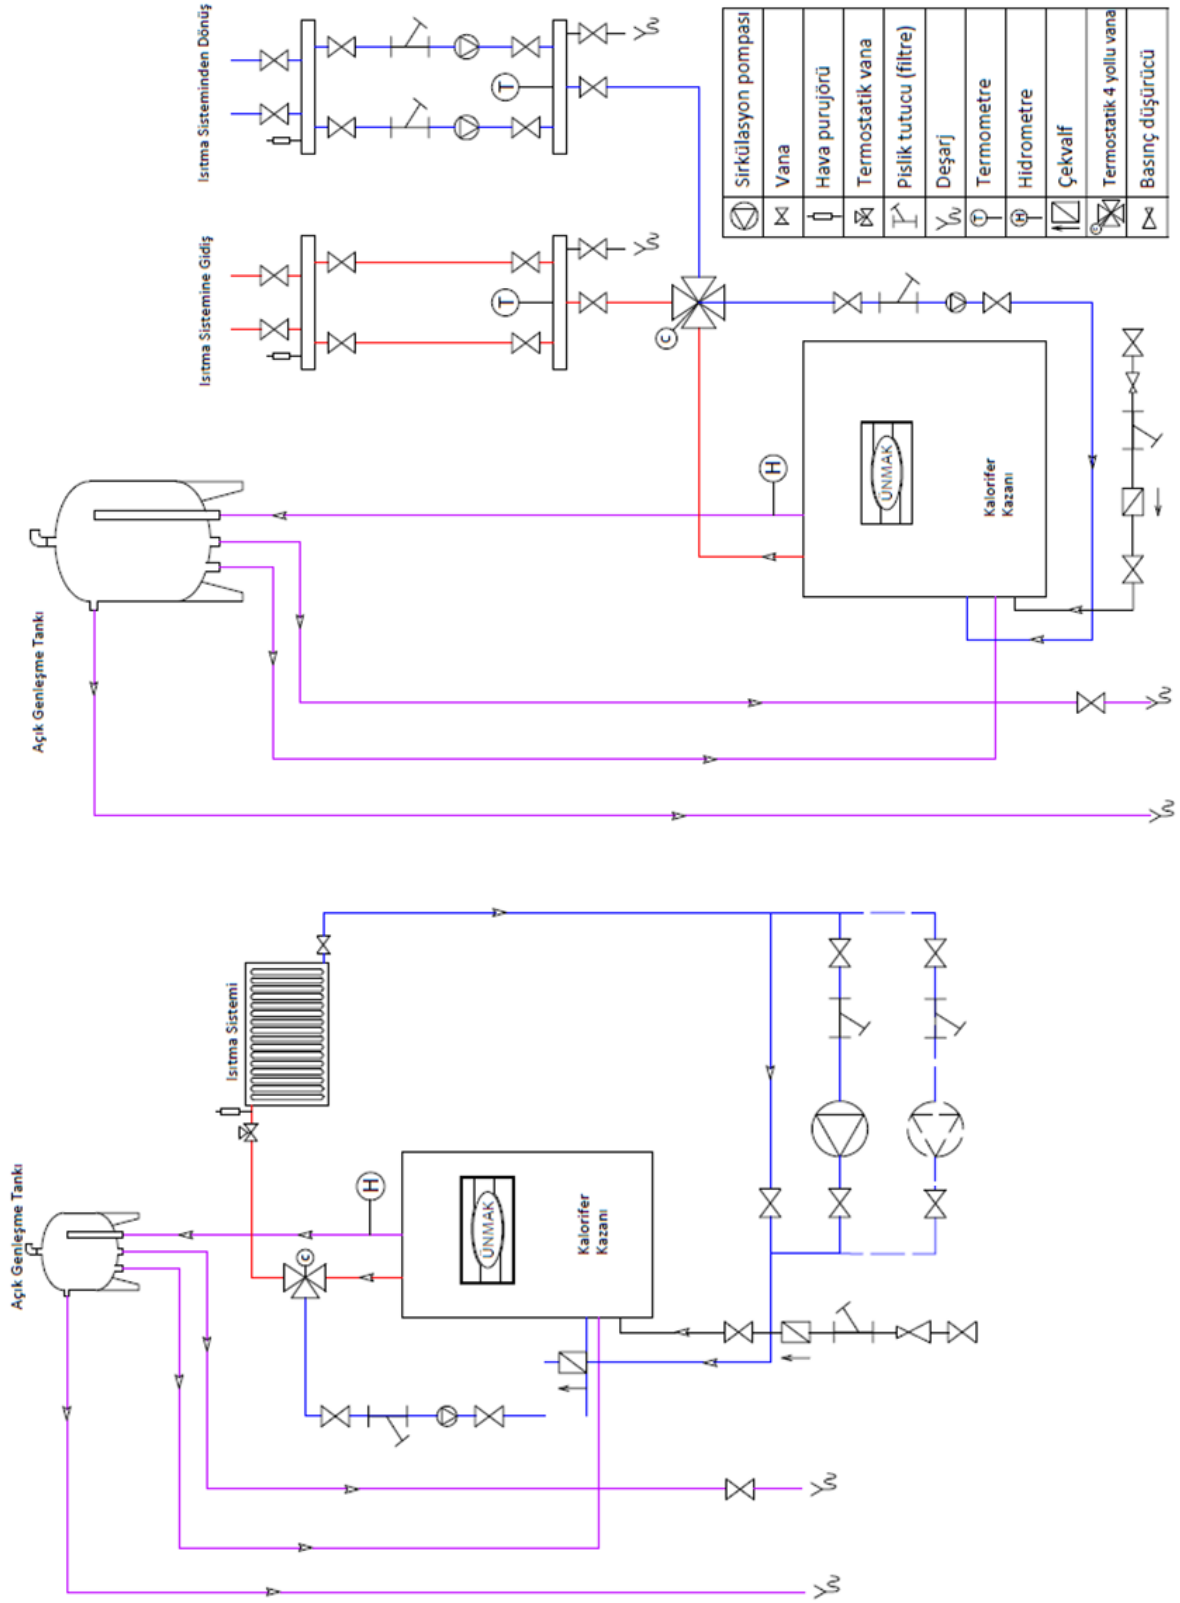 Isıtma Sisteminden Dönüş
T
Isıtma Sistemine Gidiş
T
C
H
ÜNMAK
Kalorifer
Kazanı
Açık Genleşme Tankı
Sirkülasyon pompası
Vana
Hava purujörü
Termostatik vana
Pislik tutucu (filtre)
Deşarj
T
Termometre
H
Hidrometre
Çekvalf
C
Termostatik 4 yollu vana
Basınç düşürücü
Açık Genleşme Tankı
Isıtma Sistemi
C
H
ÜNMAK
Kalorifer
Kazanı